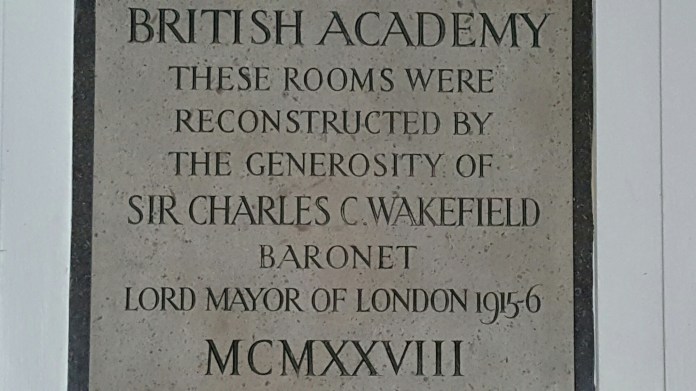 BRITISH ACADEMY
THESE ROOMS WERE
RECONSTRUCTED BY
THE GENEROSITY OF
SIR CHARLES C. WAKEFIELD
BARONET
LORD MAYOR OF LONDON 1915-6
MCMXXVIII